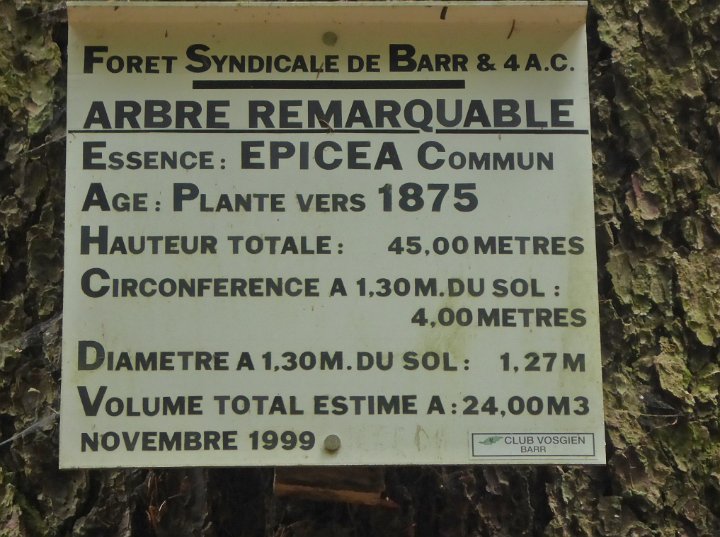 FORET SYNDICALE DE BARR & 4 A.C.
ARBRE REMARQUABLE
ESSENCE: EPICEA COMMUN
AGE: PLANTE VERS 1875
HAUTEUR TOTALE: 45,00 METRES
CIRCONFERENCE A 1,30 M. DU SOL:
4,00 METRES
DIAMETRE A 1,30 M. DU SOL: 1,27 M
VOLUME TOTAL ESTIME A: 24,00 M3
NOVEMBRE 1999
CLUB VOSGIEN
BARR